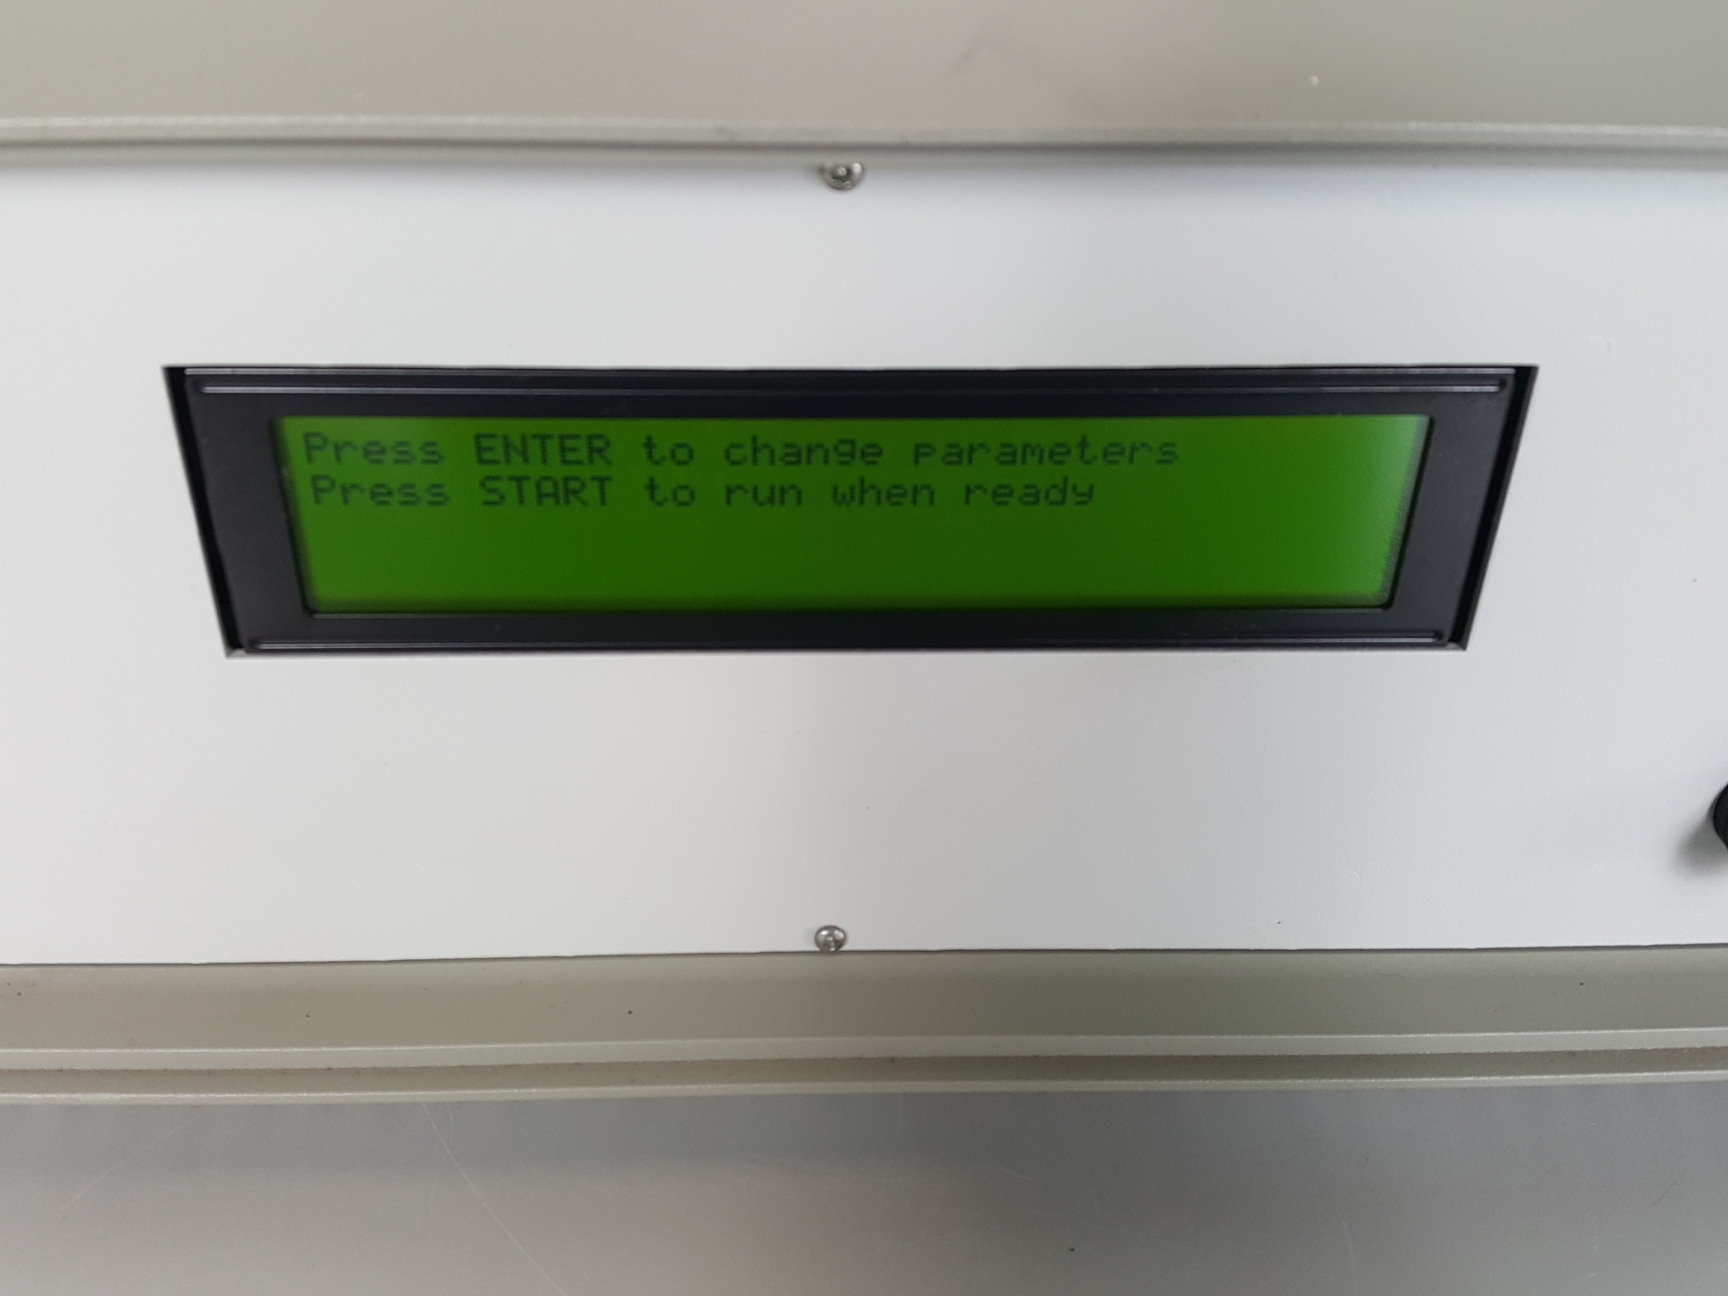 Press ENTER to change parameters
Press START to run when ready